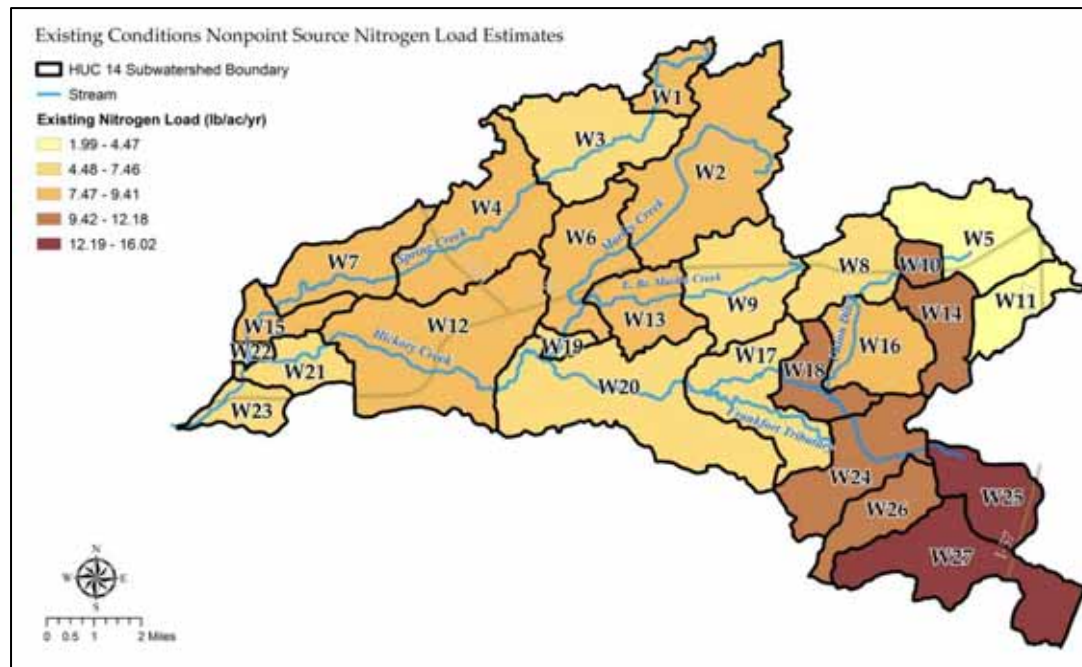 Existing Conditions Nonpoint Source Nitrogen Load Estimates
HUC 14 Subwatershed Boundary
Stream
Existing Nitrogen Load (lb/ac/yr)
1.99 - 4.47
4.48 - 7.46
7.47 - 9.41
9.42 - 12.18
12.19 - 16.02
W1
W3
W2
W4
W5
W6
Spring Creek
W7
W8
W10
W11
W9
W14
W12
W13
W15
W16
Hickory Creek
W19
W17
W18
W22
W21
W20
W23
Frankfort Tributary
W24
W25
W26
W27
N
W E
S
0 0.5 1 2 Miles